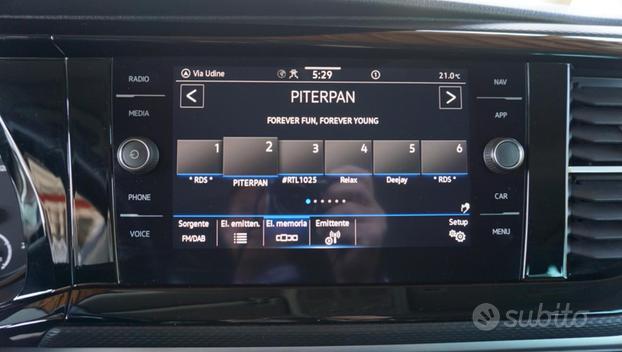 RADIO
MEDIA
PHONE
VOICE
Via Udine 5:29 21.0°C
PITERPAN
FOREVER FUN, FOREVER YOUNG
1 2 3 4 5 6
* RDS * PITERPAN #RTL1025 Relax Deejay * RDS *
Sorgente El. emitten. El. memoria Emittente Setup
FM/DAB
NAV
APP
CAR
MENU
subito